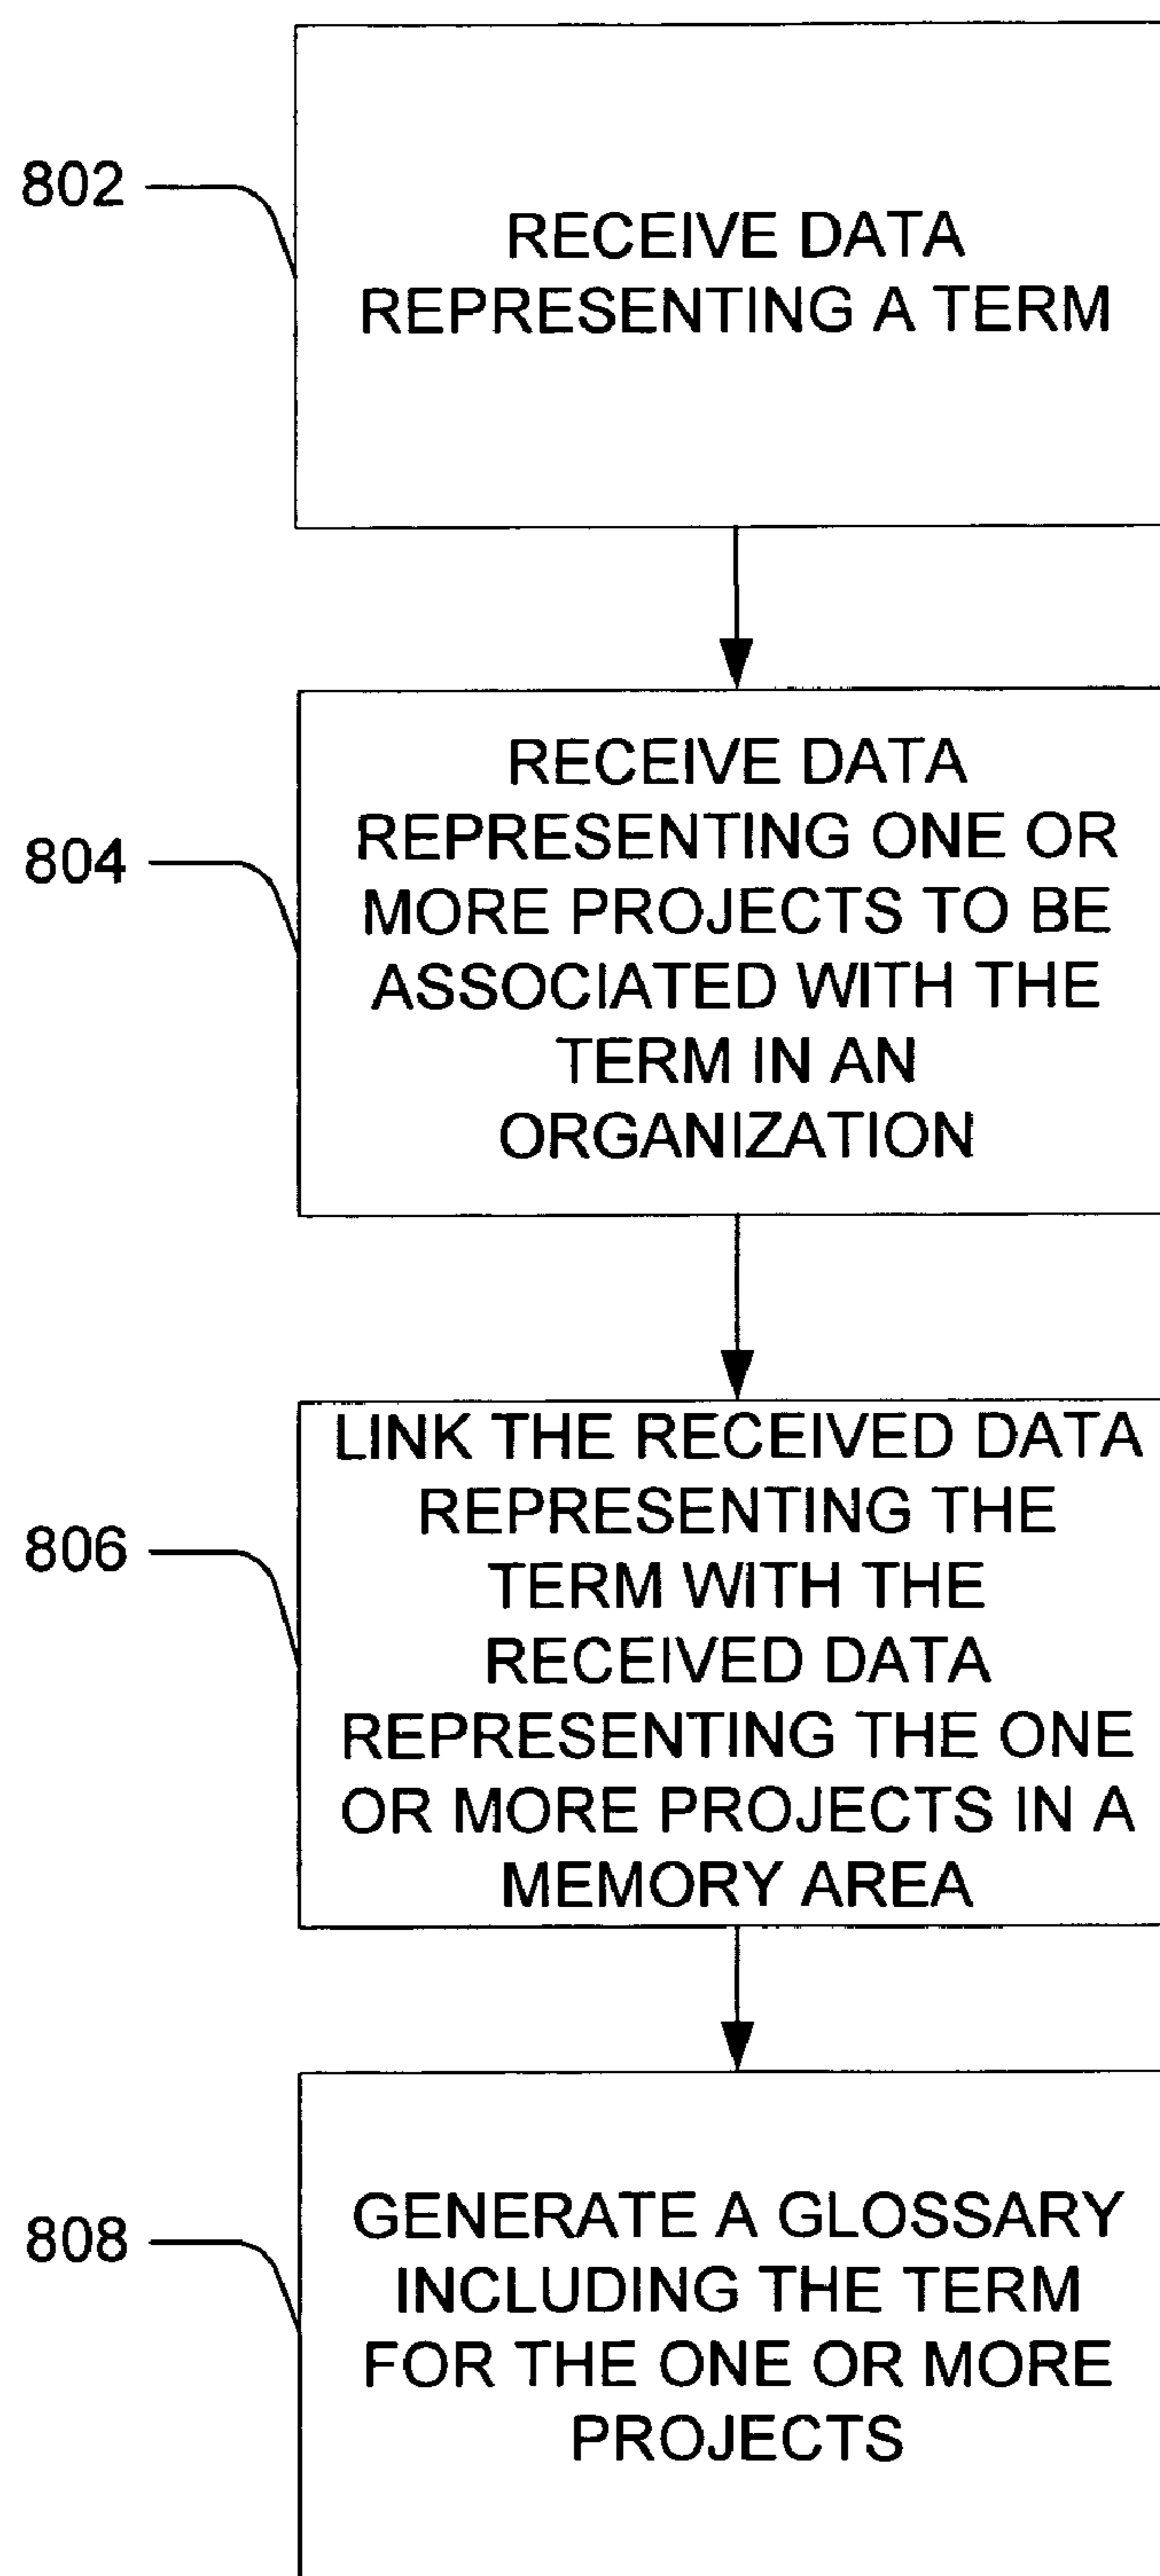 802
RECEIVE DATA
REPRESENTING A TERM
804
RECEIVE DATA
REPRESENTING ONE OR
MORE PROJECTS TO BE
ASSOCIATED WITH THE
TERM IN AN
ORGANIZATION
806
LINK THE RECEIVED DATA
REPRESENTING THE
TERM WITH THE
RECEIVED DATA
REPRESENTING THE ONE
OR MORE PROJECTS IN A
MEMORY AREA
808
GENERATE A GLOSSARY
INCLUDING THE TERM
FOR THE ONE OR MORE
PROJECTS